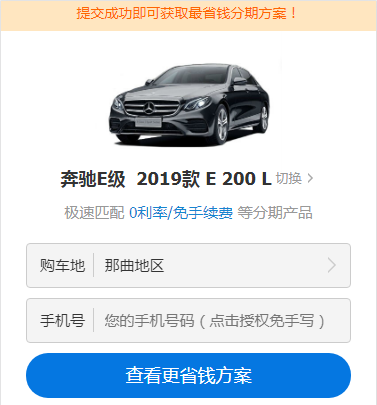 提交成功即可获取最省钱分期方案！
奔驰E级 2019款 E 200 L 切换 >
极速匹配 0利率/免手续费 等分期产品
购车地 那曲地区 >
手机号 您的手机号码（点击授权免手写）
查看更省钱方案